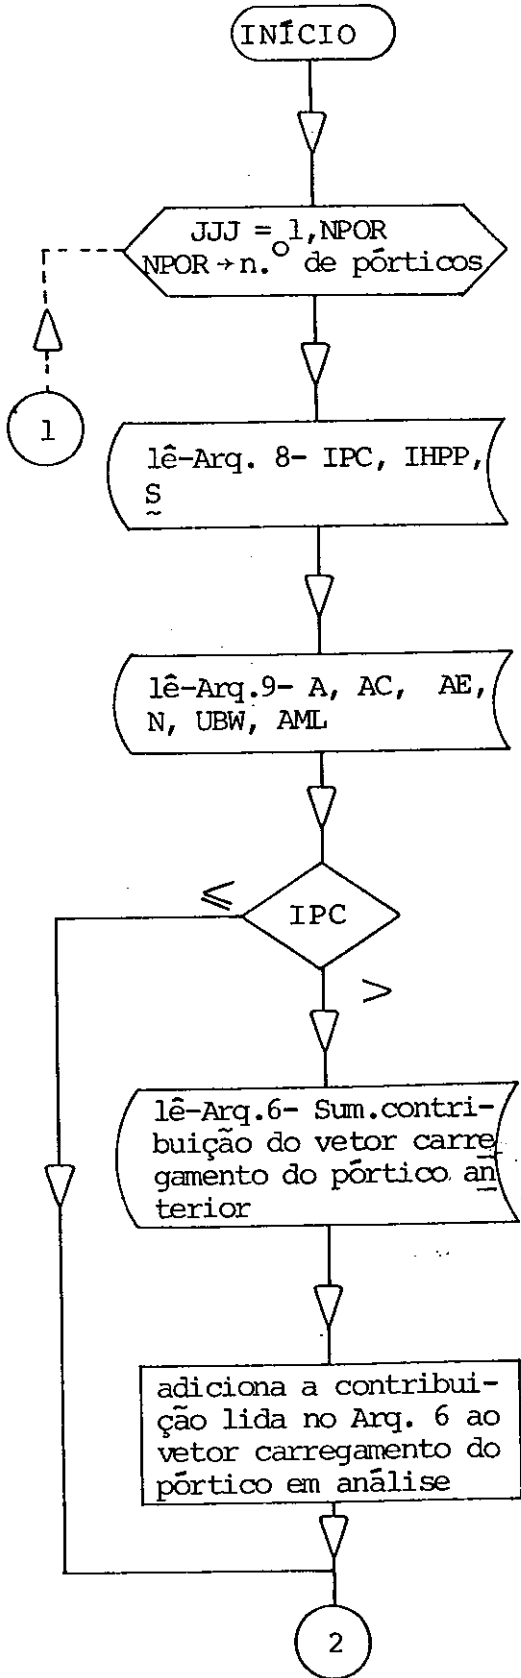 INÍCIO
JJJ = 1,NPOR
NPOR → n.º de pórticos
1
lê-Arq. 8- IPC, IHPP,
S
~
lê-Arq.9- A, AC, AE,
N, UBW, AML
≤
IPC
>
lê-Arq.6- Sum.contri-
buição do vetor carre
gamento do pórtico an
terior
adiciona a contribui-
ção lida no Arq. 6 ao
vetor carregamento do
pórtico em análise
2